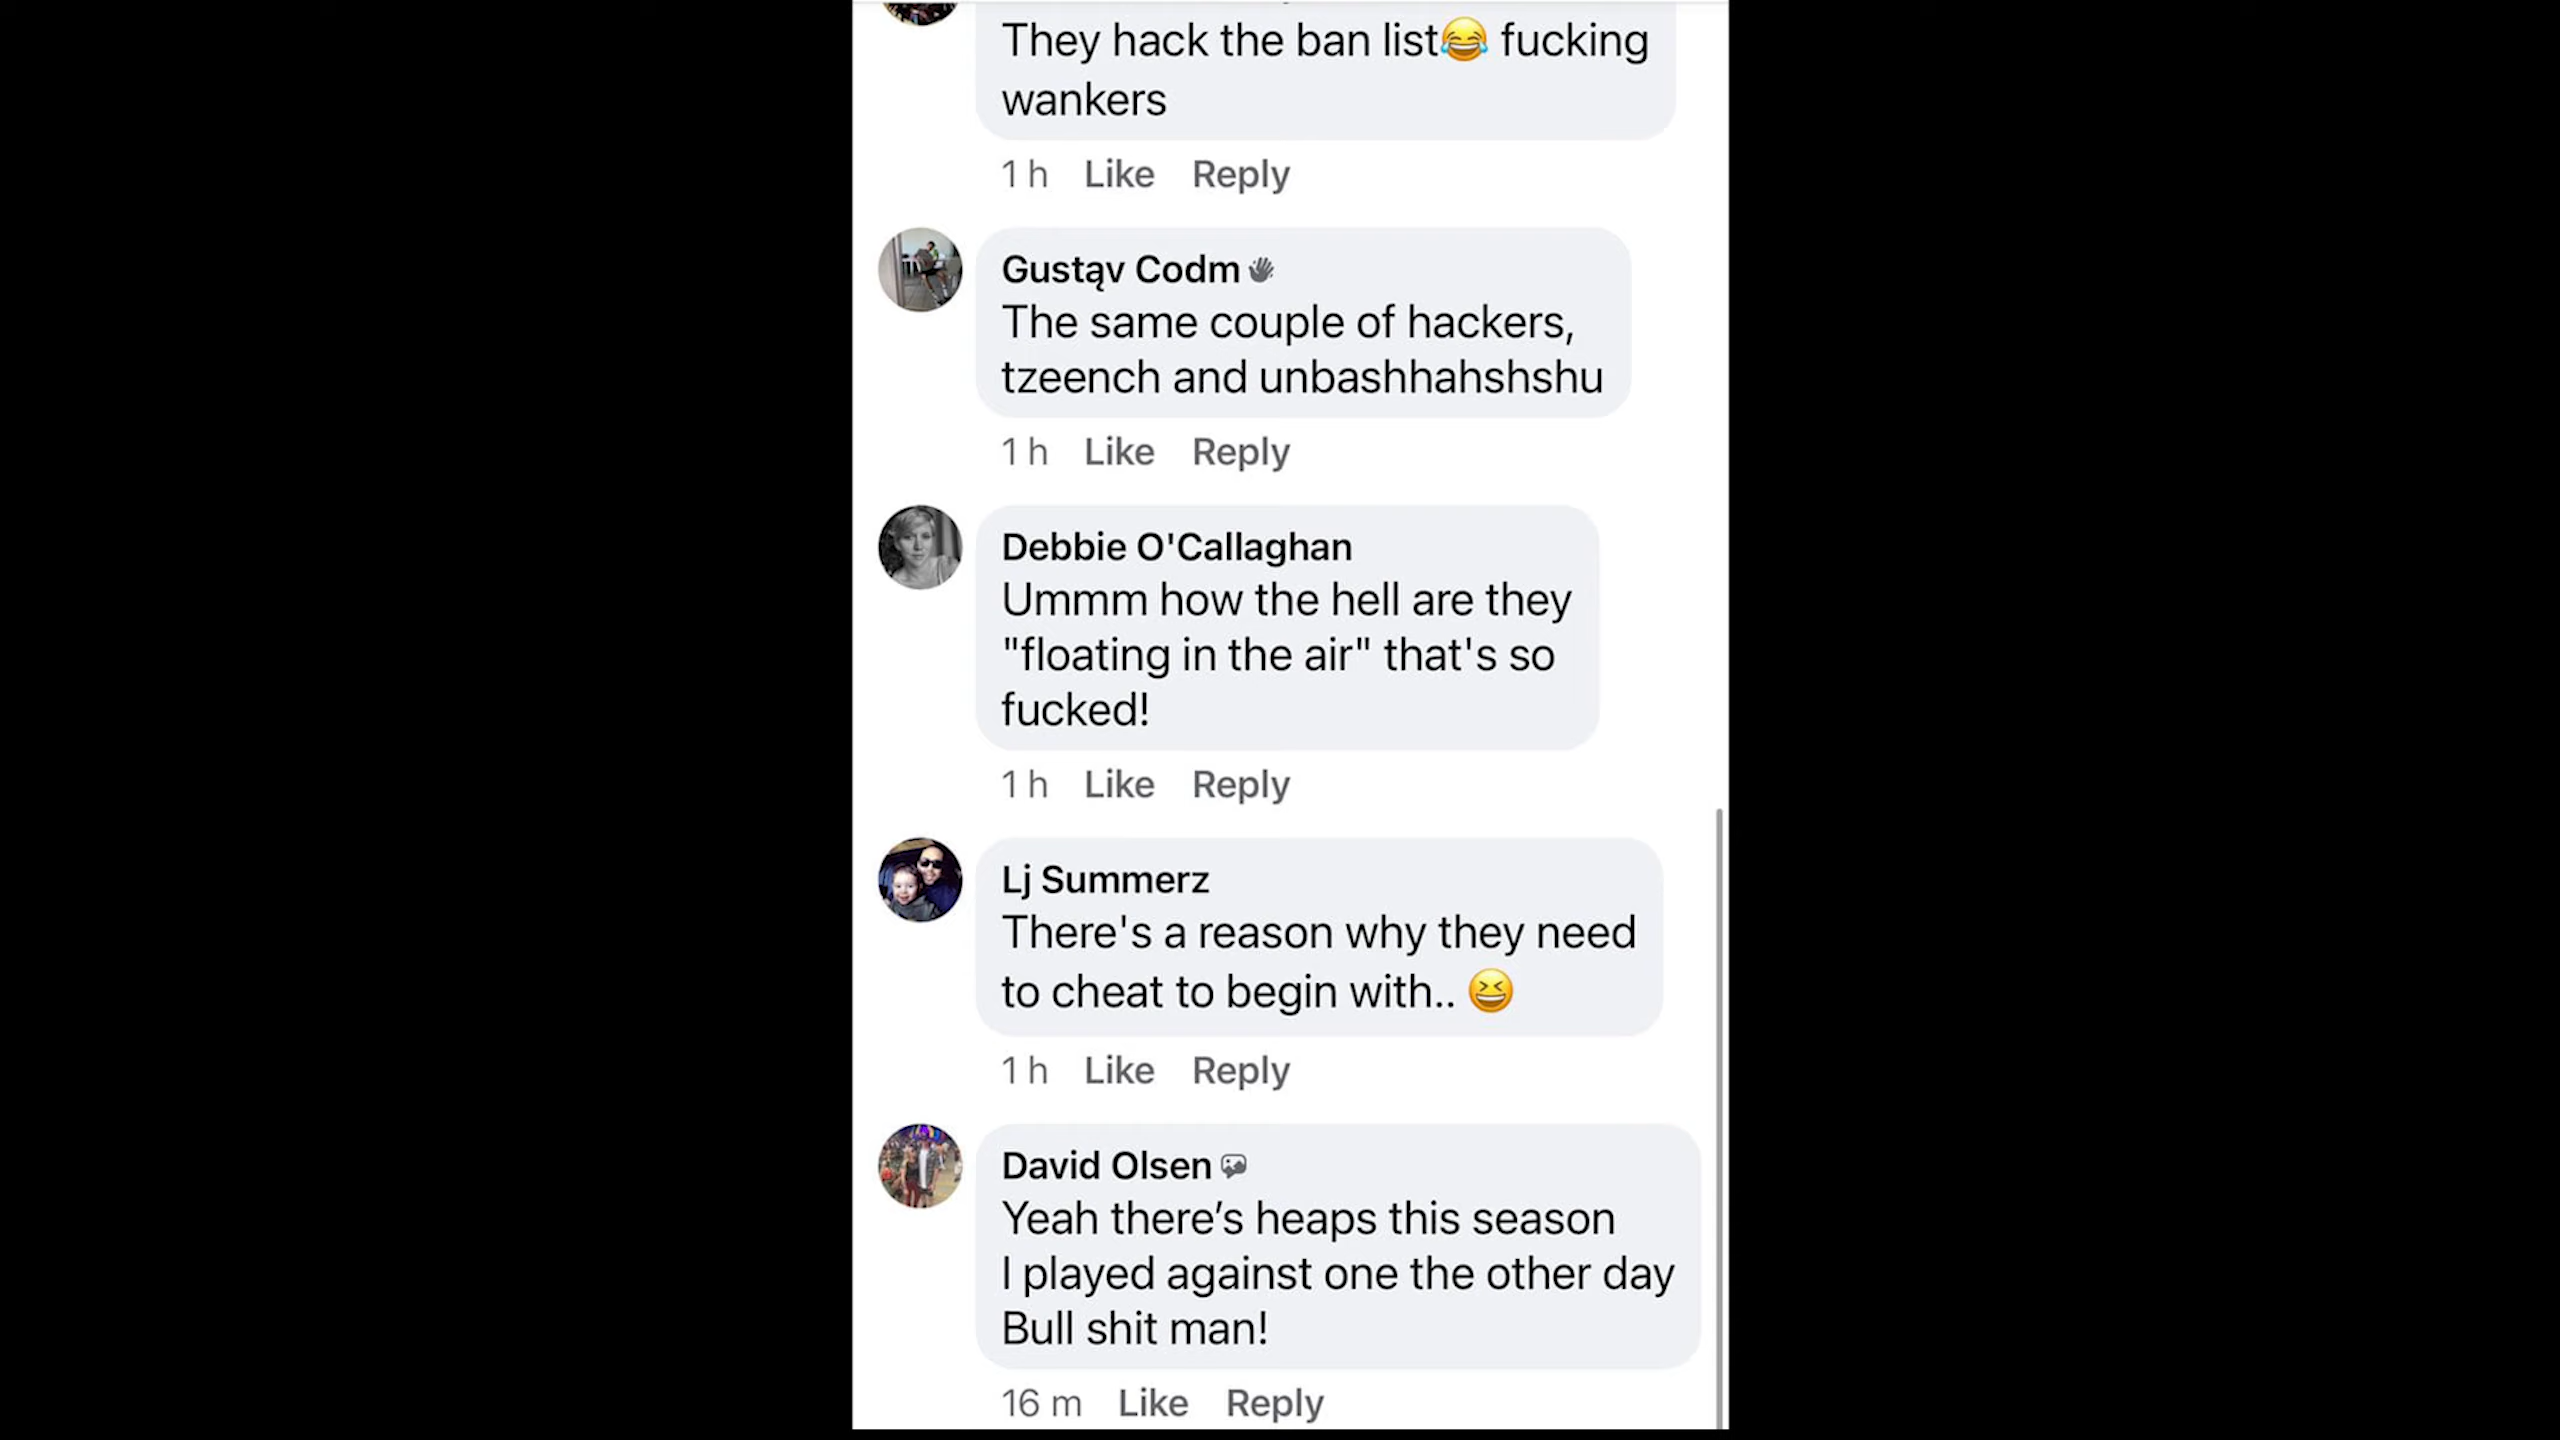 They hack the ban list😂 fucking
wankers
1 h Like Reply
Gustąv Codm
The same couple of hackers,
tzeench and unbashhahshshu
1 h Like Reply
Debbie O'Callaghan
Ummm how the hell are they
"floating in the air" that's so
fucked!
1 h Like Reply
Lj Summerz
There's a reason why they need
to cheat to begin with.. 😆
1 h Like Reply
David Olsen
Yeah there’s heaps this season
I played against one the other day
Bull shit man!
16 m Like Reply